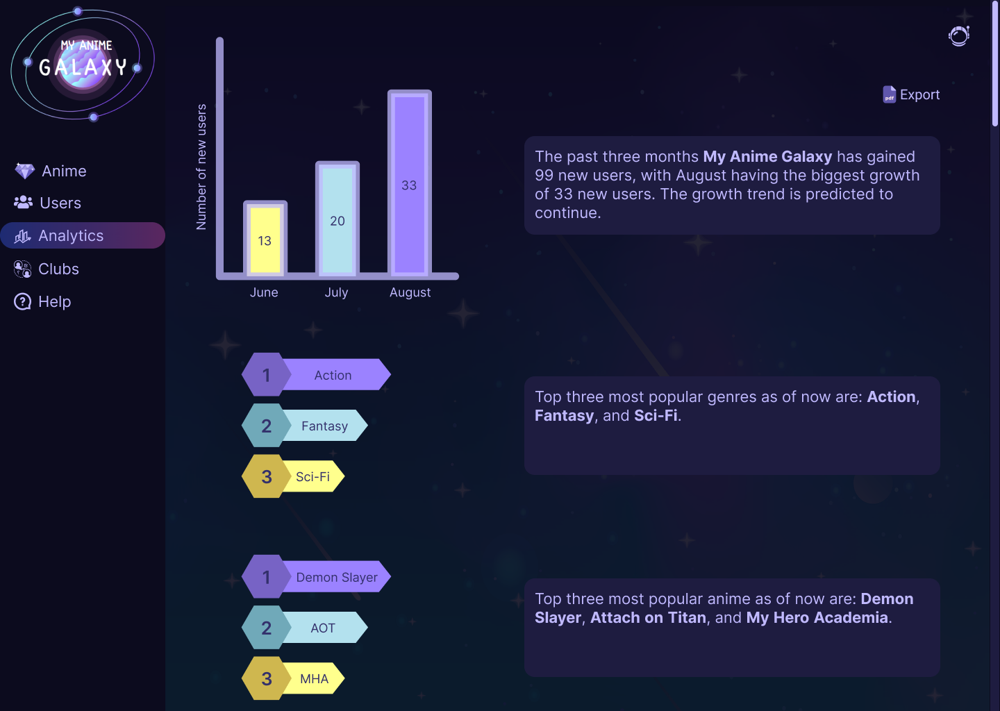 MY ANIME
GALAXY
Anime
Users
Analytics
Clubs
Help
Number of new users
13
20
33
June
July
August
pdf
Export
The past three months My Anime Galaxy has gained
99 new users, with August having the biggest growth
of 33 new users. The growth trend is predicted to
continue.
1
Action
2
Fantasy
3
Sci-Fi
Top three most popular genres as of now are: Action,
Fantasy, and Sci-Fi.
1
Demon Slayer
2
AOT
3
MHA
Top three most popular anime as of now are: Demon
Slayer, Attach on Titan, and My Hero Academia.